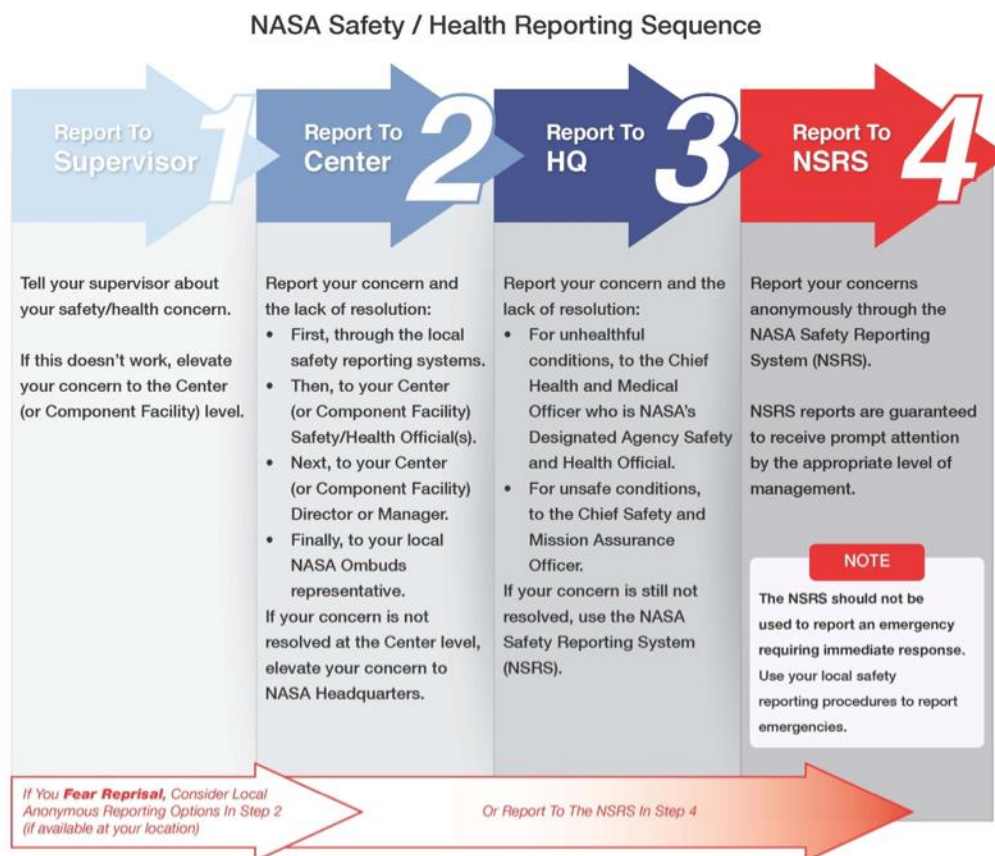 NASA Safety / Health Reporting Sequence
Report To
Supervisor
1
Report To
Center
2
Report To
HQ
3
Report To
NSRS
4
Tell your supervisor about
your safety/health concern.
If this doesn't work, elevate
your concern to the Center
(or Component Facility) level.
Report your concern and
the lack of resolution:
• First, through the local
safety reporting systems.
• Then, to your Center
(or Component Facility)
Safety/Health Official(s).
• Next, to your Center
(or Component Facility)
Director or Manager.
• Finally, to your local
NASA Ombuds
representative.
If your concern is not
resolved at the Center level,
elevate your concern to
NASA Headquarters.
Report your concern and the
lack of resolution:
• For unhealthful
conditions, to the Chief
Health and Medical
Officer who is NASA's
Designated Agency Safety
and Health Official.
• For unsafe conditions,
to the Chief Safety and
Mission Assurance
Officer.
If your concern is still not
resolved, use the NASA
Safety Reporting System
(NSRS).
Report your concerns
anonymously through the
NASA Safety Reporting
System (NSRS).
NSRS reports are guaranteed
to receive prompt attention
by the appropriate level of
management.
NOTE
The NSRS should not be
used to report an emergency
requiring immediate response.
Use your local safety
reporting procedures to report
emergencies.
If You Fear Reprisal, Consider Local
Anonymous Reporting Options In Step 2
(if available at your location)
Or Report To The NSRS In Step 4